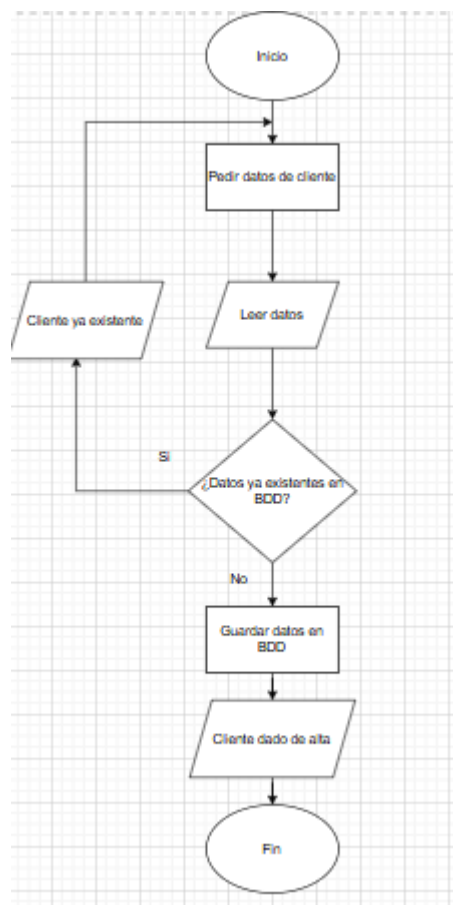 Inicio
Pedir datos de cliente
Cliente ya existente
Leer datos
Si
¿Datos ya existentes en
BDD?
No
Guardar datos en
BDD
Cliente dado de alta
Fin